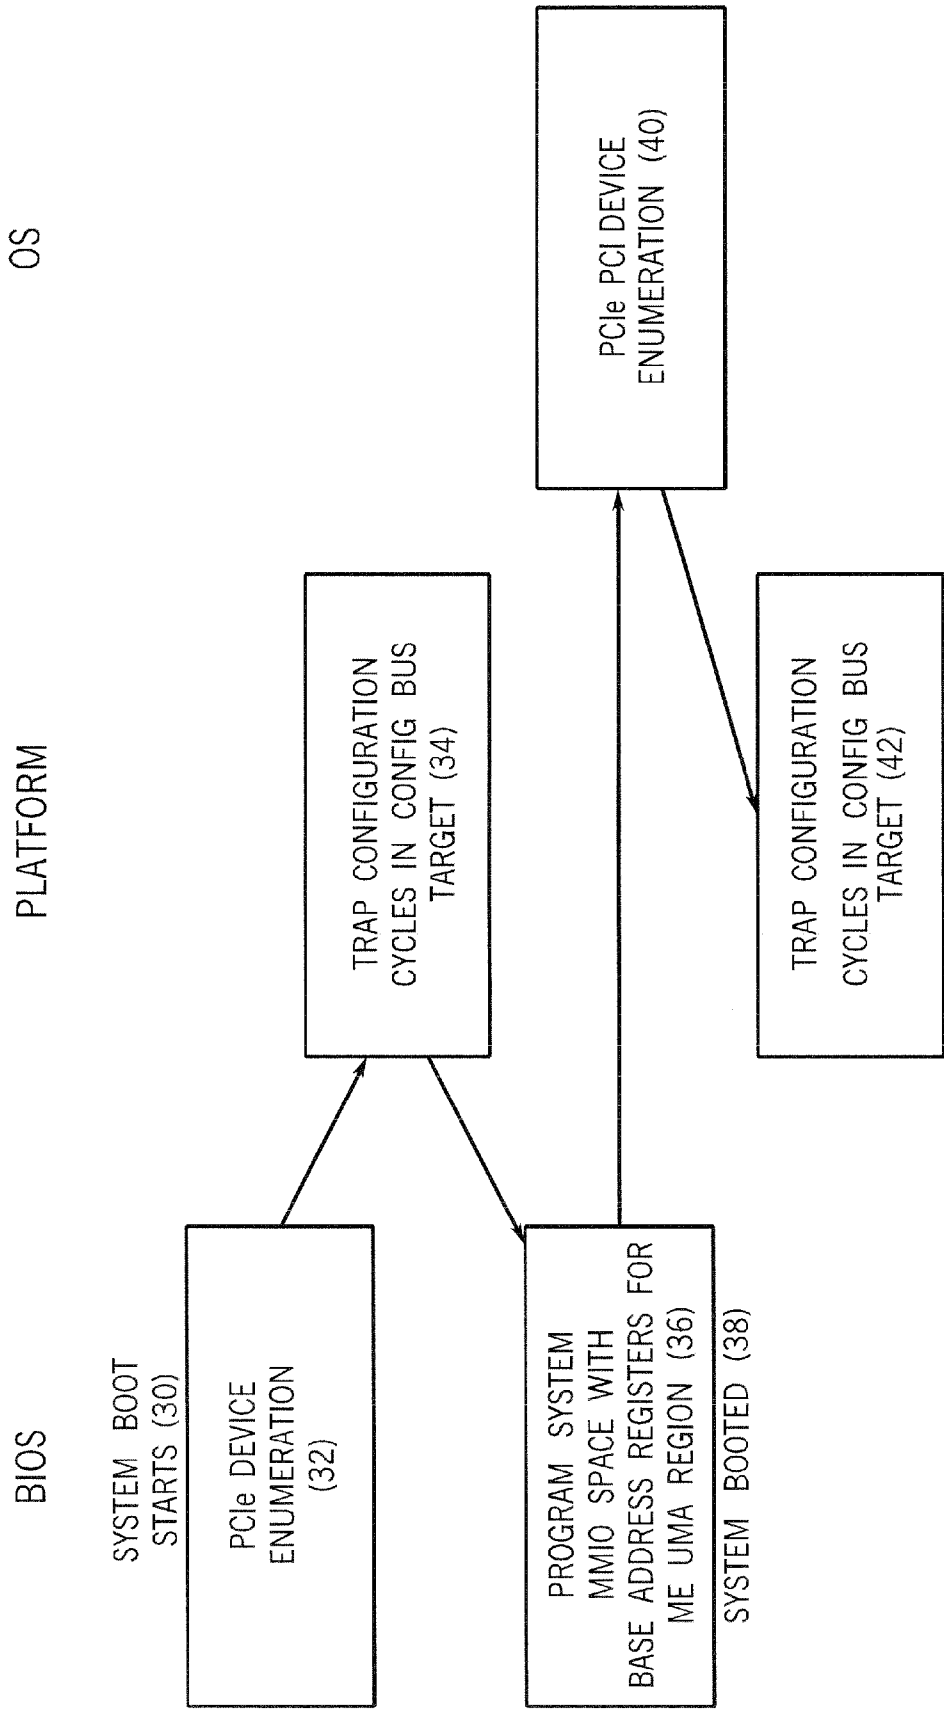 BIOS
PLATFORM
OS
SYSTEM BOOT
STARTS (30)
PCIe DEVICE
ENUMERATION
(32)
TRAP CONFIGURATION
CYCLES IN CONFIG BUS
TARGET (34)
PROGRAM SYSTEM
MMIO SPACE WITH
BASE ADDRESS REGISTERS FOR
ME UMA REGION (36)
SYSTEM BOOTED (38)
PCIe PCI DEVICE
ENUMERATION (40)
TRAP CONFIGURATION
CYCLES IN CONFIG BUS
TARGET (42)